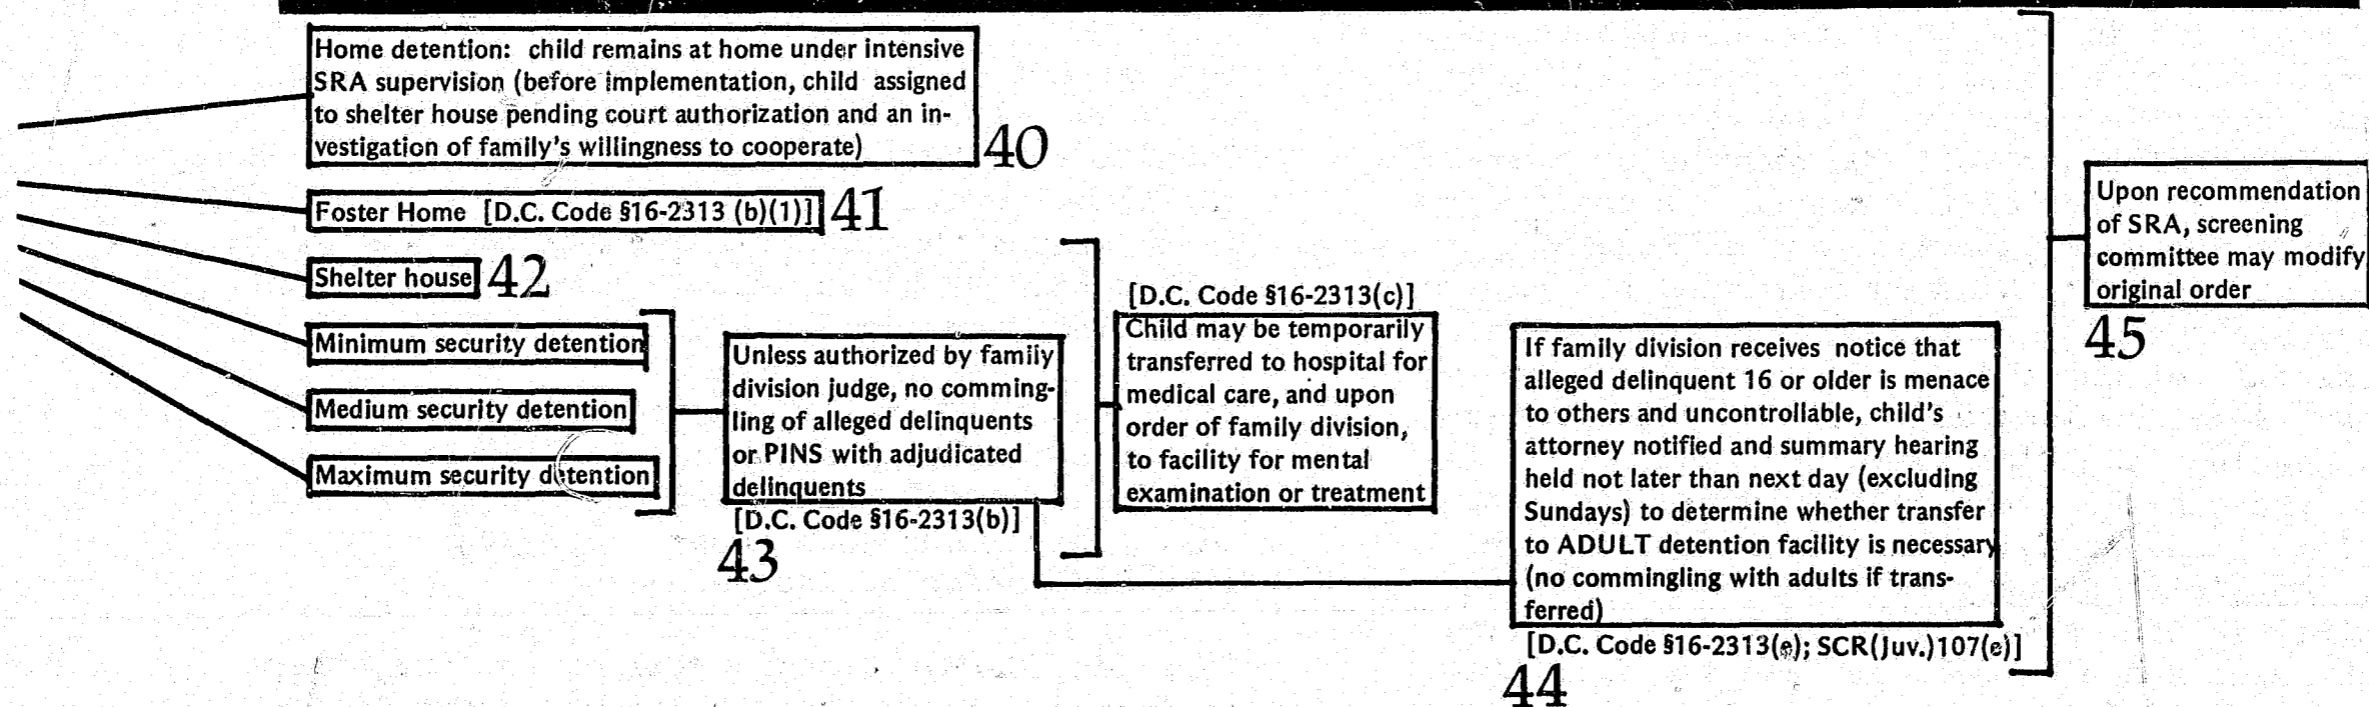 Home detention: child remains at home under intensive
SRA supervision (before implementation, child assigned
to shelter house pending court authorization and an in-
vestigation of family's willingness to cooperate)
40
Foster Home [D.C. Code §16-2313 (b)(1)]
41
Shelter house
42
Minimum security detention
Medium security detention
Maximum security detention
Unless authorized by family
division judge, no comming-
ling of alleged delinquents
or PINS with adjudicated
delinquents
[D.C. Code §16-2313(b)]
43
[D.C. Code §16-2313(c)]
Child may be temporarily
transferred to hospital for
medical care, and upon
order of family division,
to facility for mental
examination or treatment
If family division receives notice that
alleged delinquent 16 or older is menace
to others and uncontrollable, child's
attorney notified and summary hearing
held not later than next day (excluding
Sundays) to determine whether transfer
to ADULT detention facility is necessary
(no commingling with adults if trans-
ferred)
[D.C. Code §16-2313(e); SCR(Juv.)107(e)]
44
Upon recommendation
of SRA, screening
committee may modify
original order
45